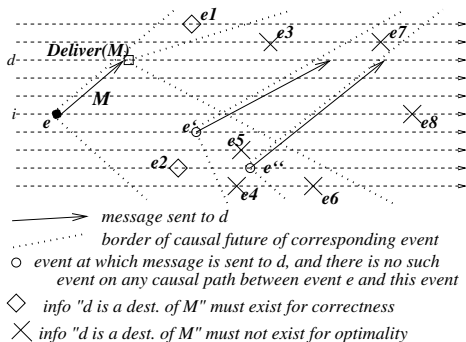 e1
e3
e7
Deliver(M)
d
M
i
e
e'
e8
e5
e2
e''
e4
e6
message sent to d
border of causal future of corresponding event
event at which message is sent to d, and there is no such
event on any causal path between event e and this event
info "d is a dest. of M" must exist for correctness
info "d is a dest. of M" must not exist for optimality